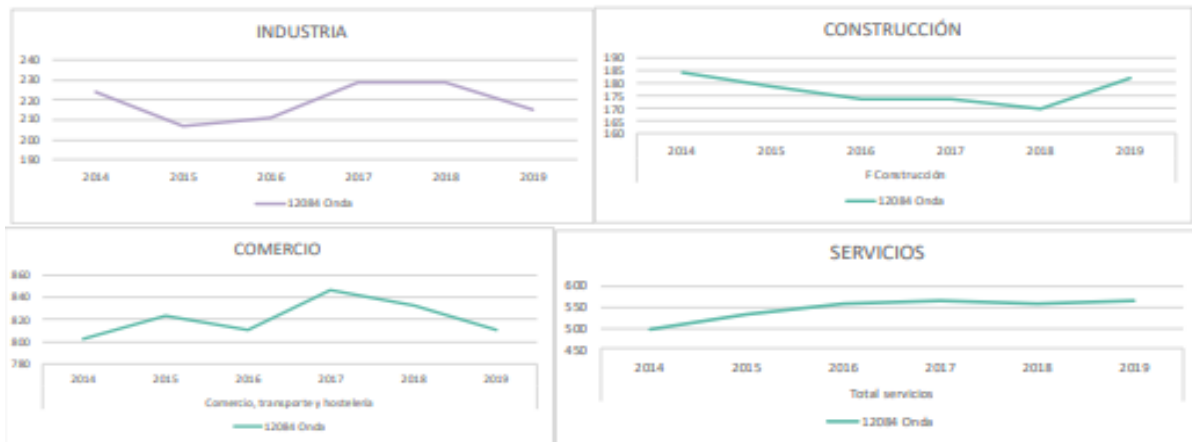 INDUSTRIA
240
230
220
210
200
190
2014 2015 2016 2017 2018 2019
12084 Onda
CONSTRUCCIÓN
190
185
180
175
170
165
160
2014 2015 2016 2017 2018 2019
F Construcción
12084 Onda
COMERCIO
860
840
820
800
780
2014 2015 2016 2017 2018 2019
Comercio, transporte y hostelería
12084 Onda
SERVICIOS
600
550
500
450
2014 2015 2016 2017 2018 2019
Total servicios
12084 Onda